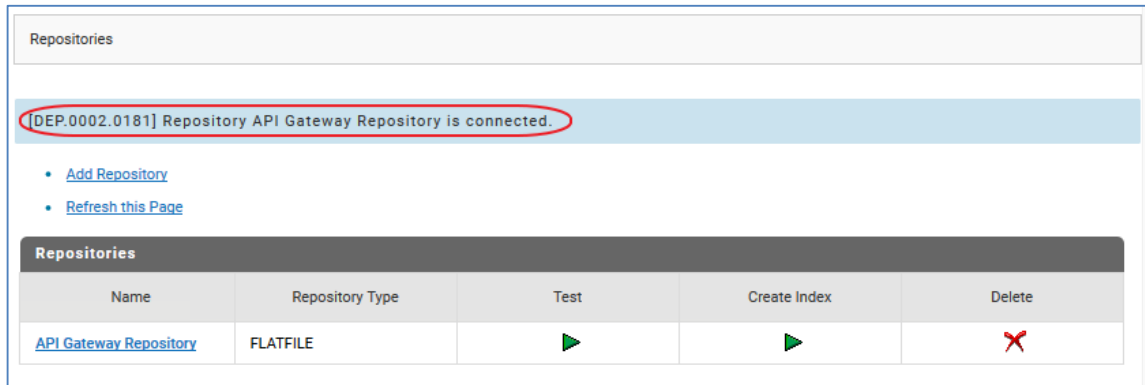 Repositories
[DEP.0002.0181] Repository API Gateway Repository is connected.
Add Repository
Refresh this Page
Repositories
Name Repository Type Test Create Index Delete
API Gateway Repository FLATFILE